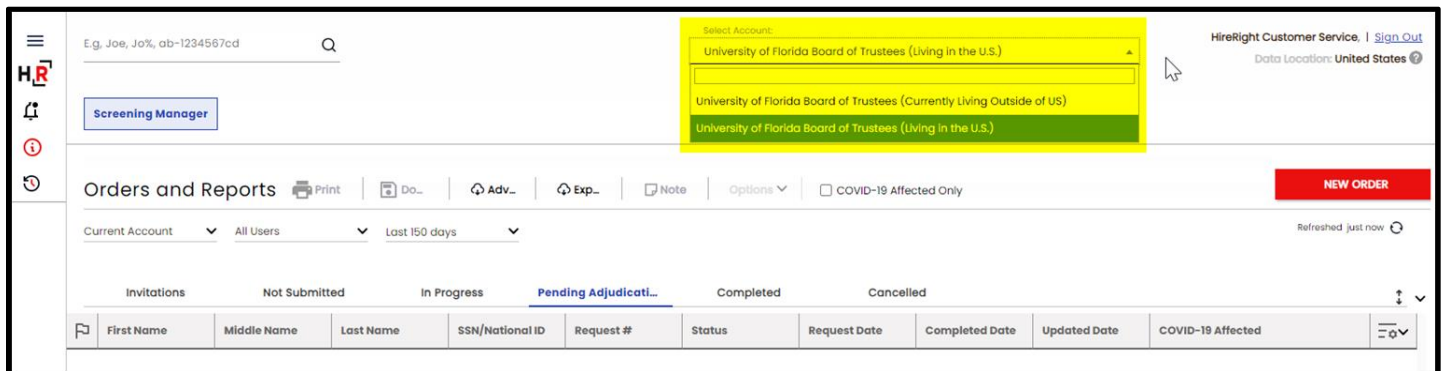 Select Account:
E.g, Joe, Jo%, ab-1234567cd
University of Florida Board of Trustees (Living in the U.S.)
HireRight Customer Service, | Sign Out
Data Location: United States
HR
University of Florida Board of Trustees (Currently Living Outside of US)
Screening Manager
University of Florida Board of Trustees (Living in the U.S.)
Orders and Reports Print Do... Adv... Exp... Note Options COVID-19 Affected Only NEW ORDER
Current Account All Users Last 150 days Refreshed just now
Invitations Not Submitted In Progress Pending Adjudicati... Completed Cancelled
First Name Middle Name Last Name SSN/National ID Request # Status Request Date Completed Date Updated Date COVID-19 Affected